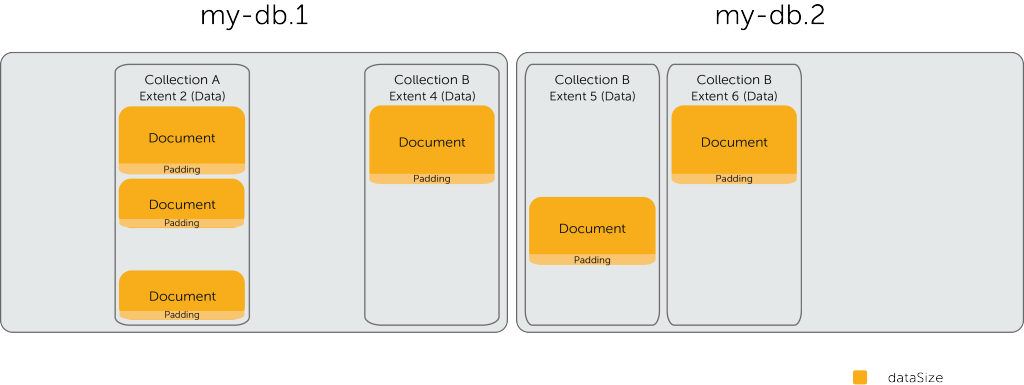 my-db.1
my-db.2
Collection A
Extent 2 (Data)
Document
Padding
Document
Padding
Document
Padding
Collection B
Extent 4 (Data)
Document
Padding
Collection B
Extent 5 (Data)
Document
Padding
Collection B
Extent 6 (Data)
Document
Padding
dataSize